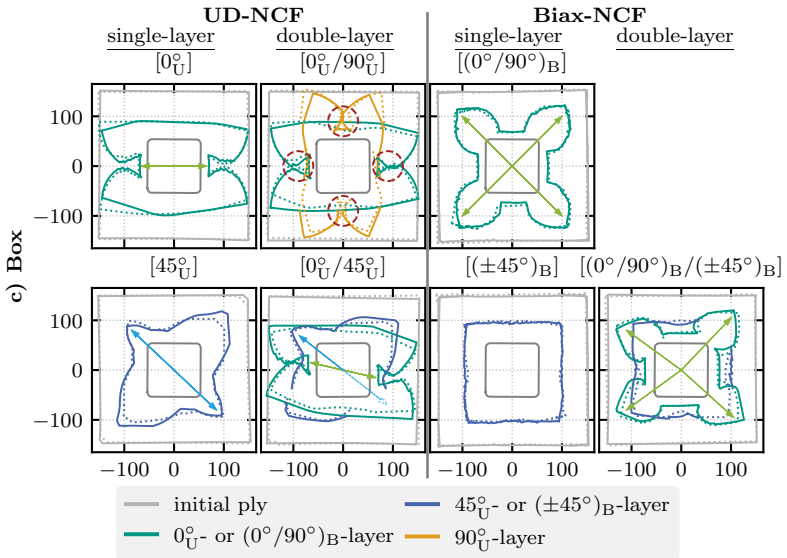 UD-NCF Biax-NCF
single-layer double-layer single-layer double-layer
[0°U] [0°U/90°U] [(0°/90°)B]
100
0
−100
c) Box
[45°U] [0°U/45°U] [(±45°)B] [(0°/90°)B/(±45°)B]
100
0
−100
−100 0 100 −100 0 100 −100 0 100 −100 0 100
initial ply 45°U- or (±45°)B-layer
0°U- or (0°/90°)B-layer 90°U-layer